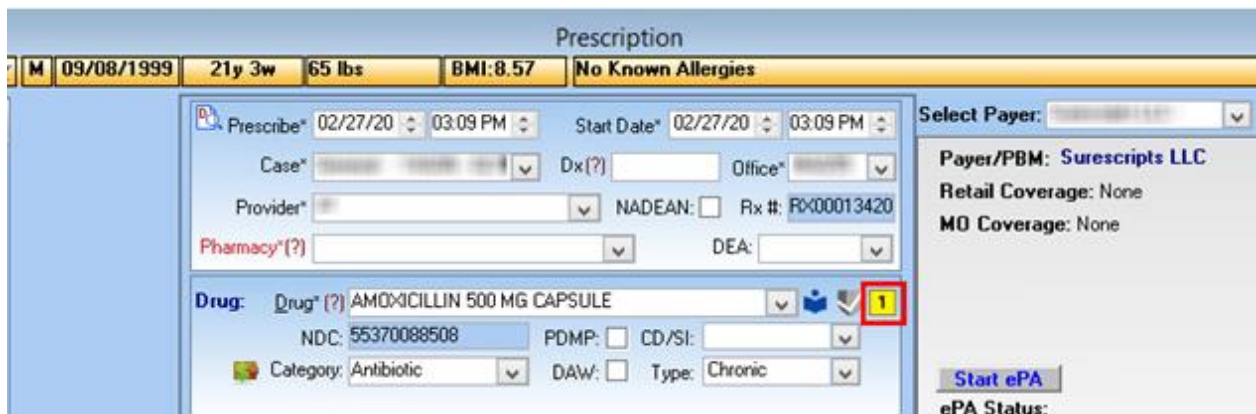 Prescription
M 09/08/1999 21y 3w 65 lbs BMI:8.57 No Known Allergies
Prescribe* 02/27/20 03:09 PM Start Date* 02/27/20 03:09 PM
Case* Dx(?) Office*
Provider* NADEAN: Rx #: RX00013420
Pharmacy*(?) DEA:
Drug: Drug* (?) AMOXICILLIN 500 MG CAPSULE 1
NDC: 55370088508 PDMP: CD/SI:
Category: Antibiotic DAW: Type: Chronic
Select Payer:
Payer/PBM: Surescripts LLC
Retail Coverage: None
MO Coverage: None
Start ePA
ePA Status: